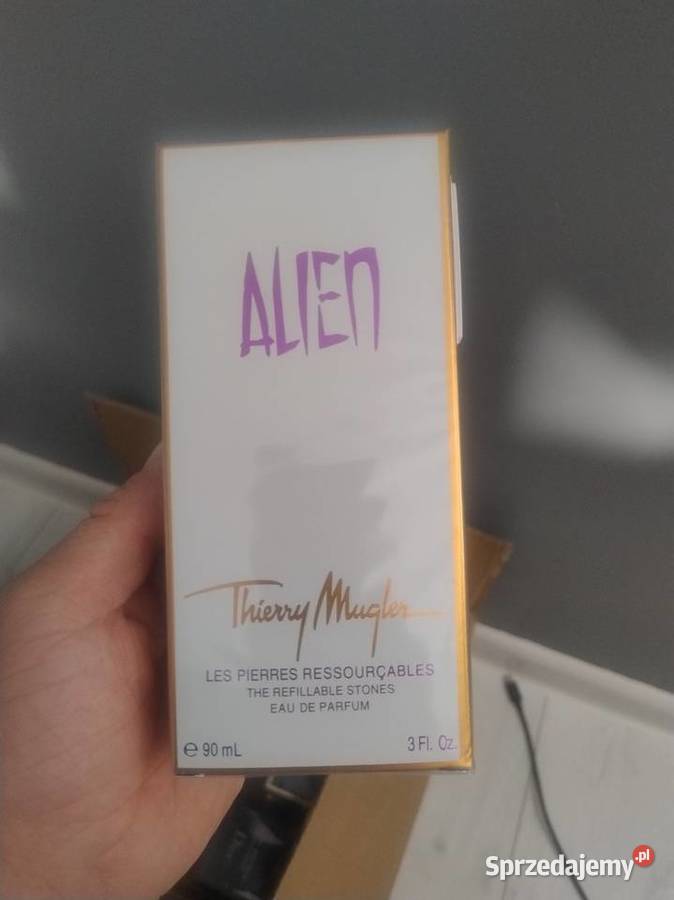 ALIEN
Thierry Mugler
LES PIERRES RESSOURÇABLES
THE REFILLABLE STONES
EAU DE PARFUM
℮ 90 mL 3 Fl. Oz.
Sprzedajemy.pl